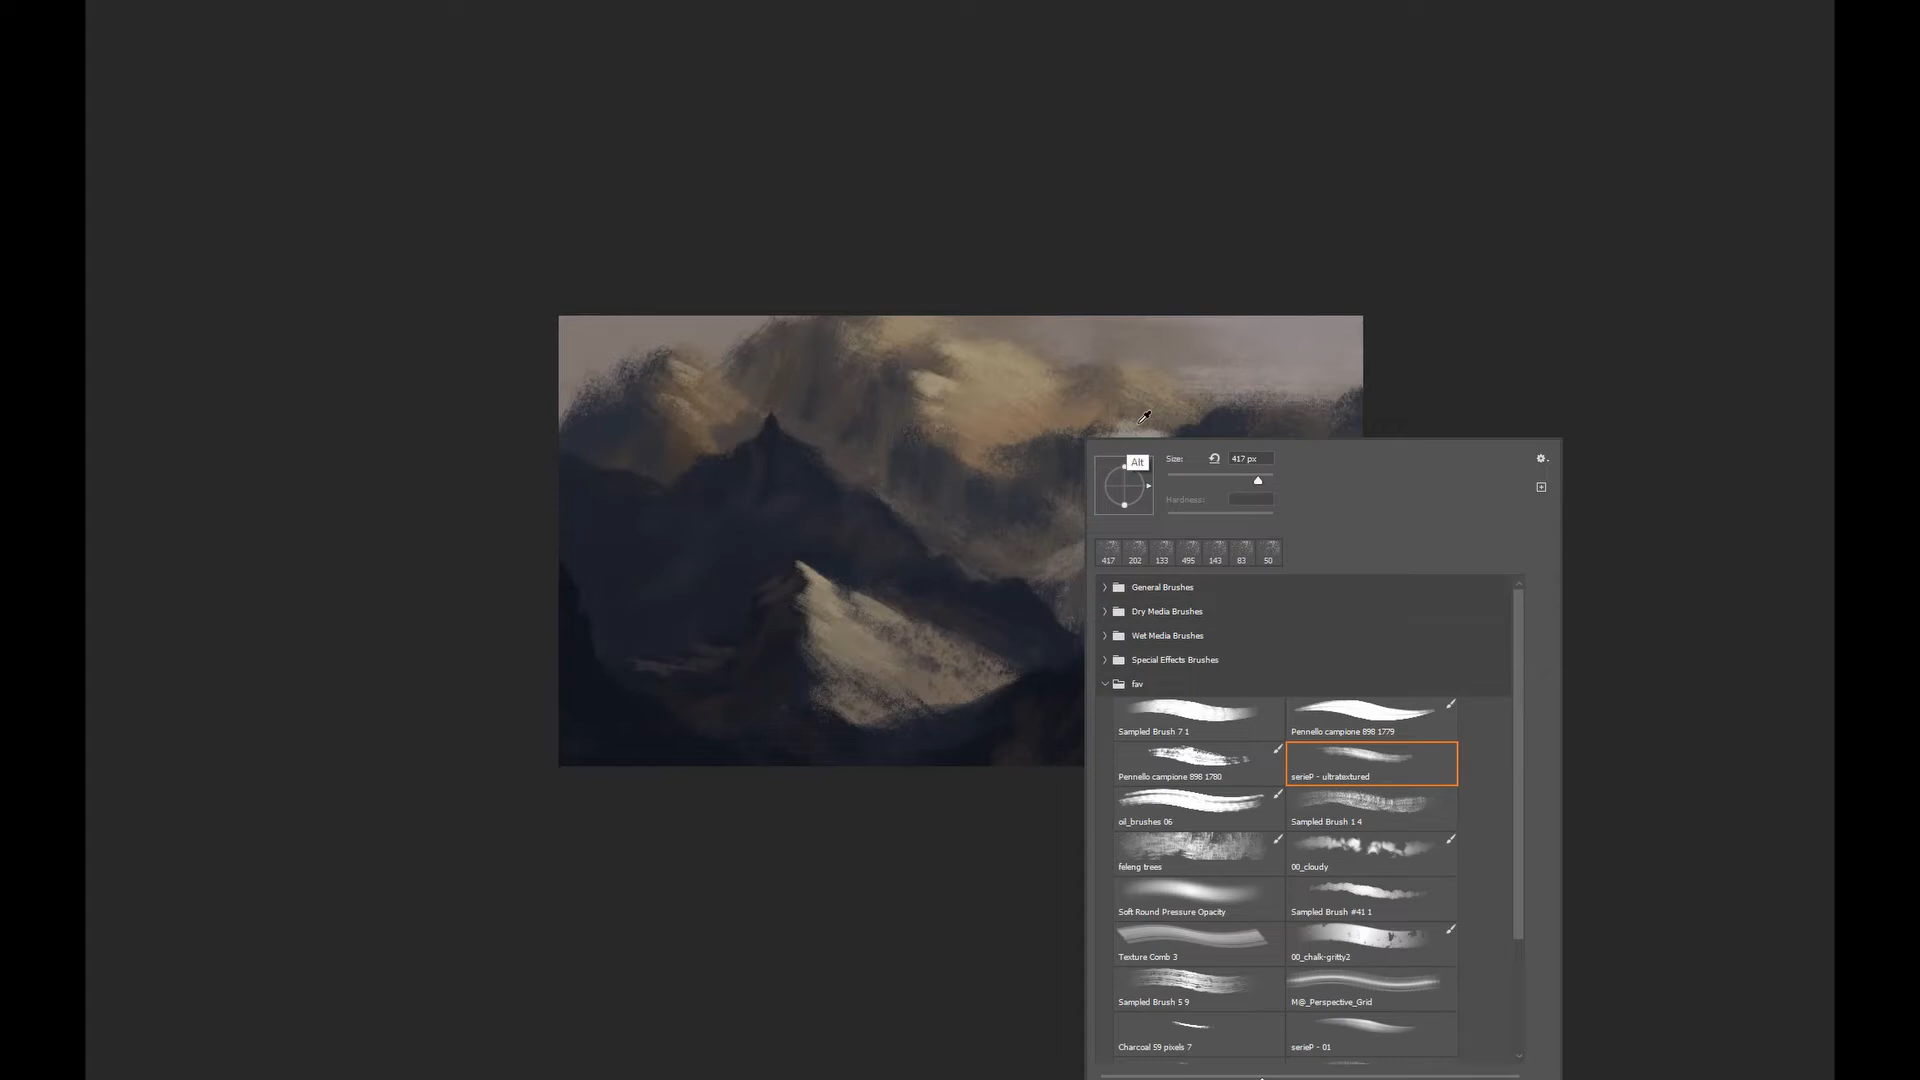 Alt
Size:
417 px
Hardness:
417 202 133 495 143 83 50
General Brushes
Dry Media Brushes
Wet Media Brushes
Special Effects Brushes
fav
Sampled Brush 7 1
Pennello campione 898 1779
Pennello campione 898 1780
serieP - ultratextured
oil_brushes 06
Sampled Brush 1 4
feleng trees
00_cloudy
Soft Round Pressure Opacity
Sampled Brush #41 1
Texture Comb 3
00_chalk-gritty2
Sampled Brush 5 9
M@_Perspective_Grid
Charcoal 59 pixels 7
serieP - 01